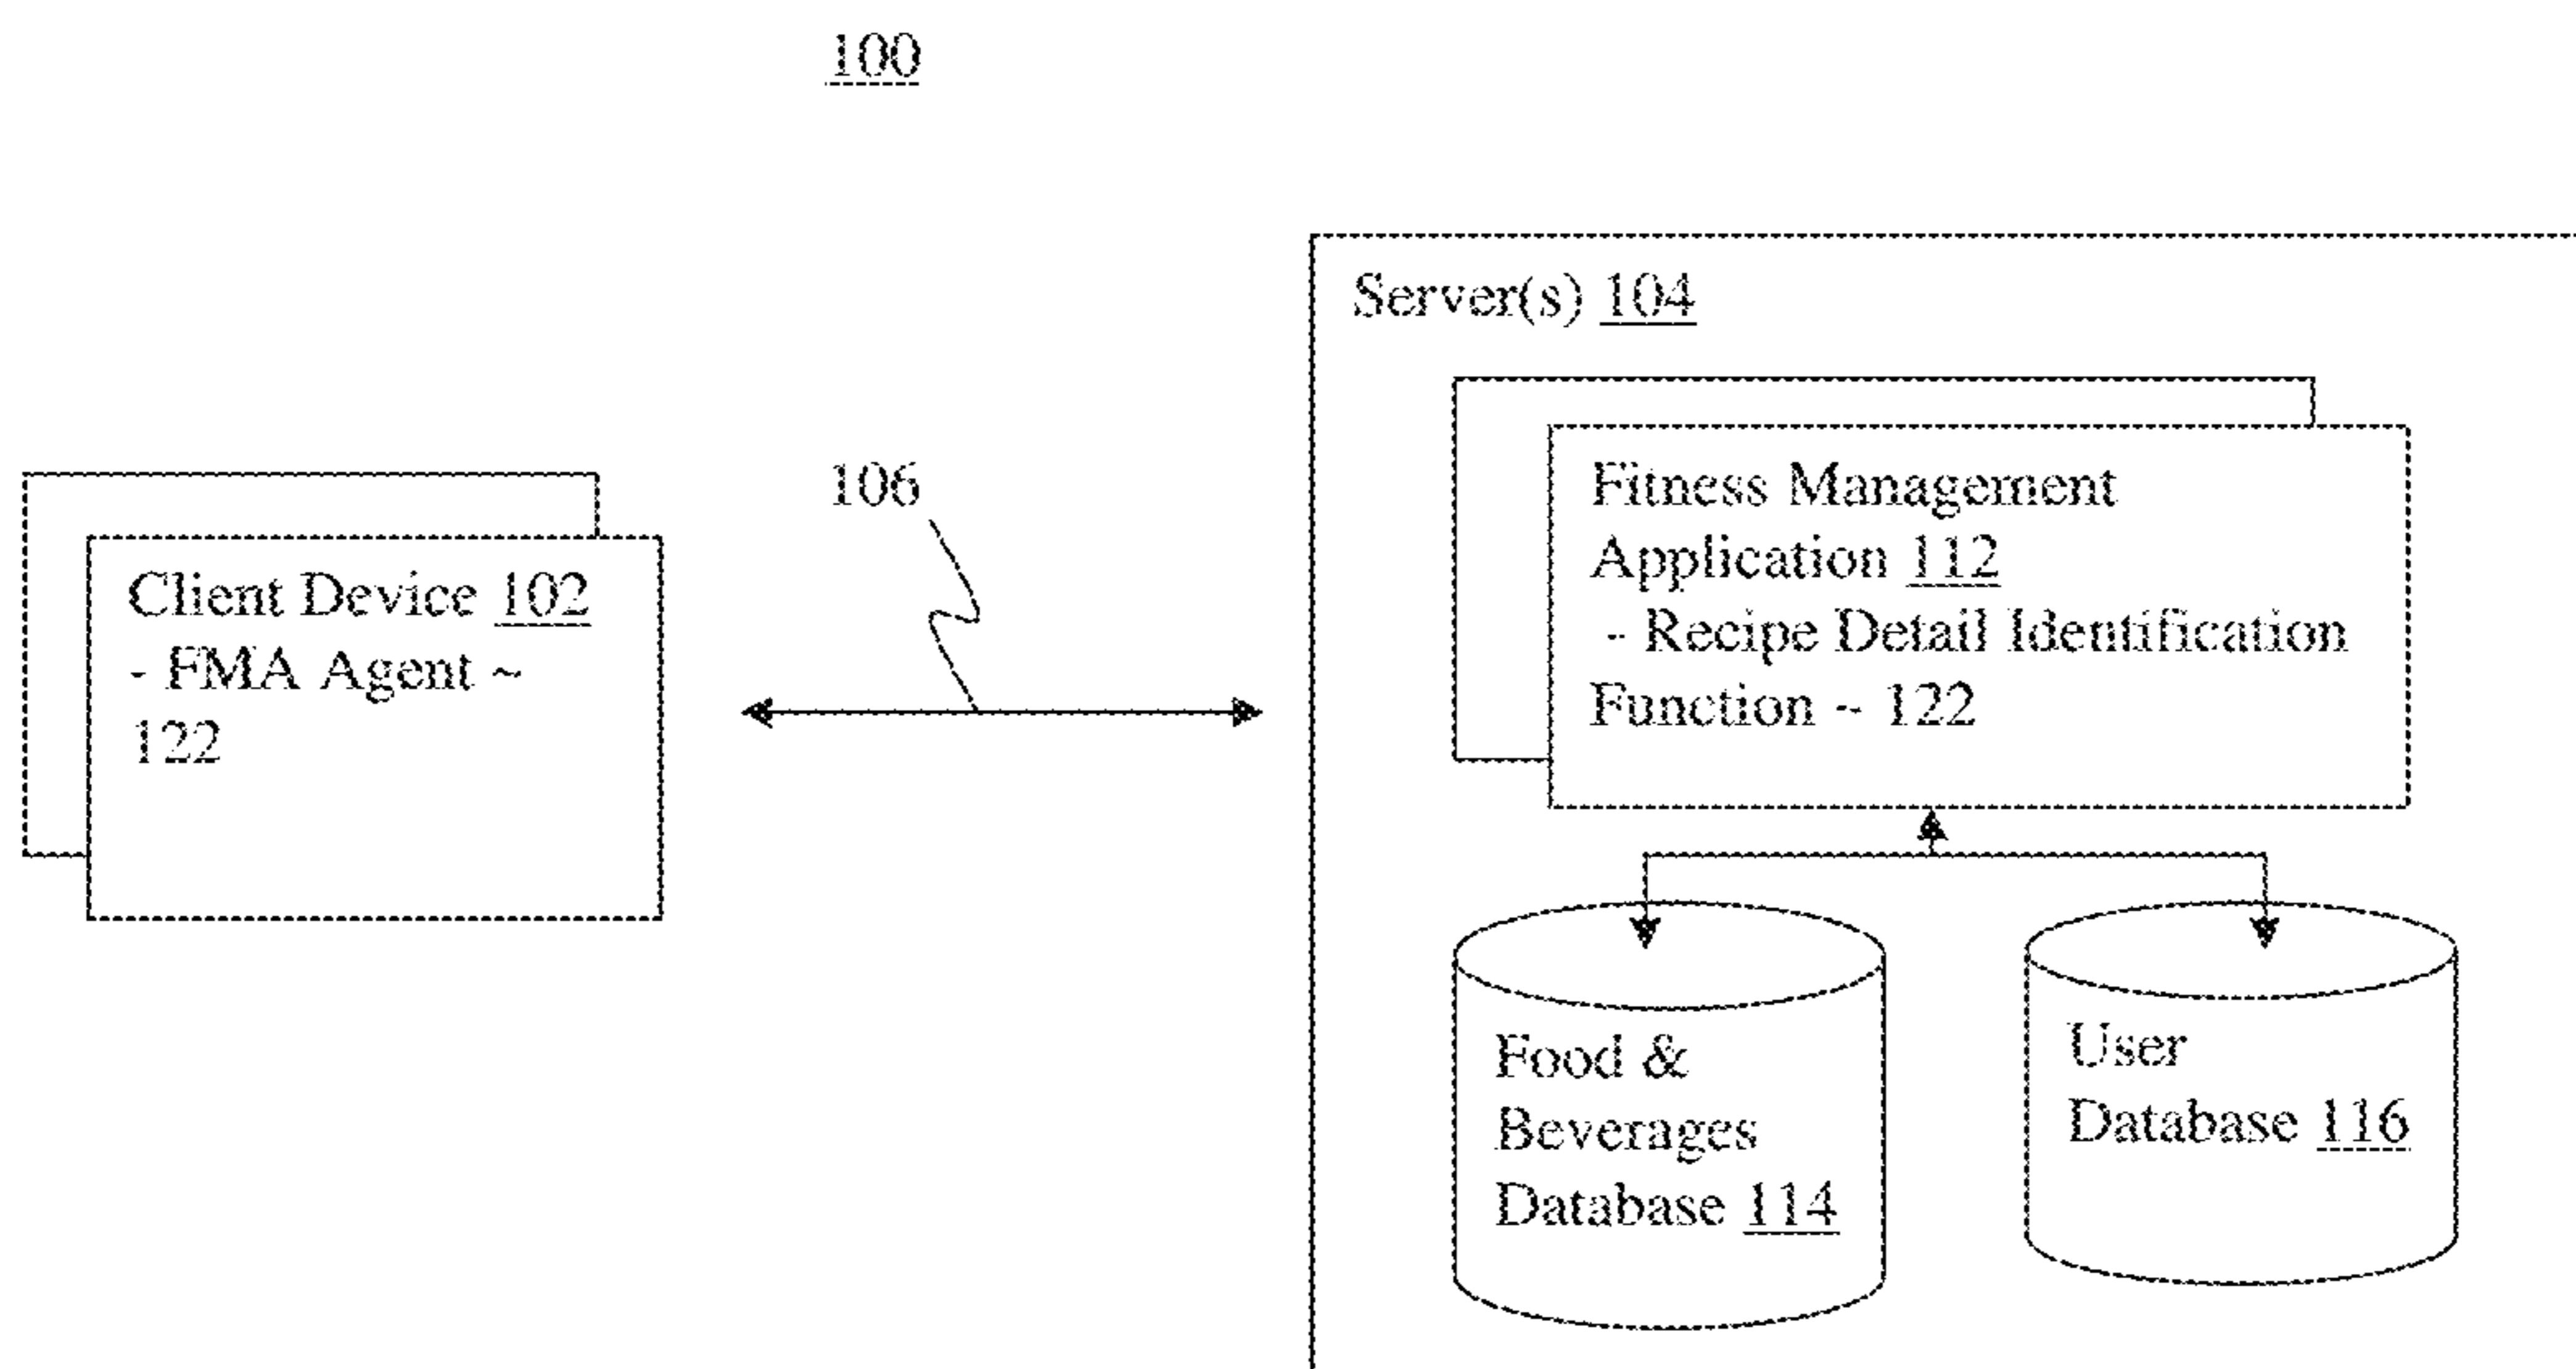 100
Server(s) 104
106
Fitness Management
Application 112
- Recipe Detail Identification
Function ~ 122
Client Device 102
- FMA Agent ~
122
Food &
Beverages
Database 114
User
Database 116